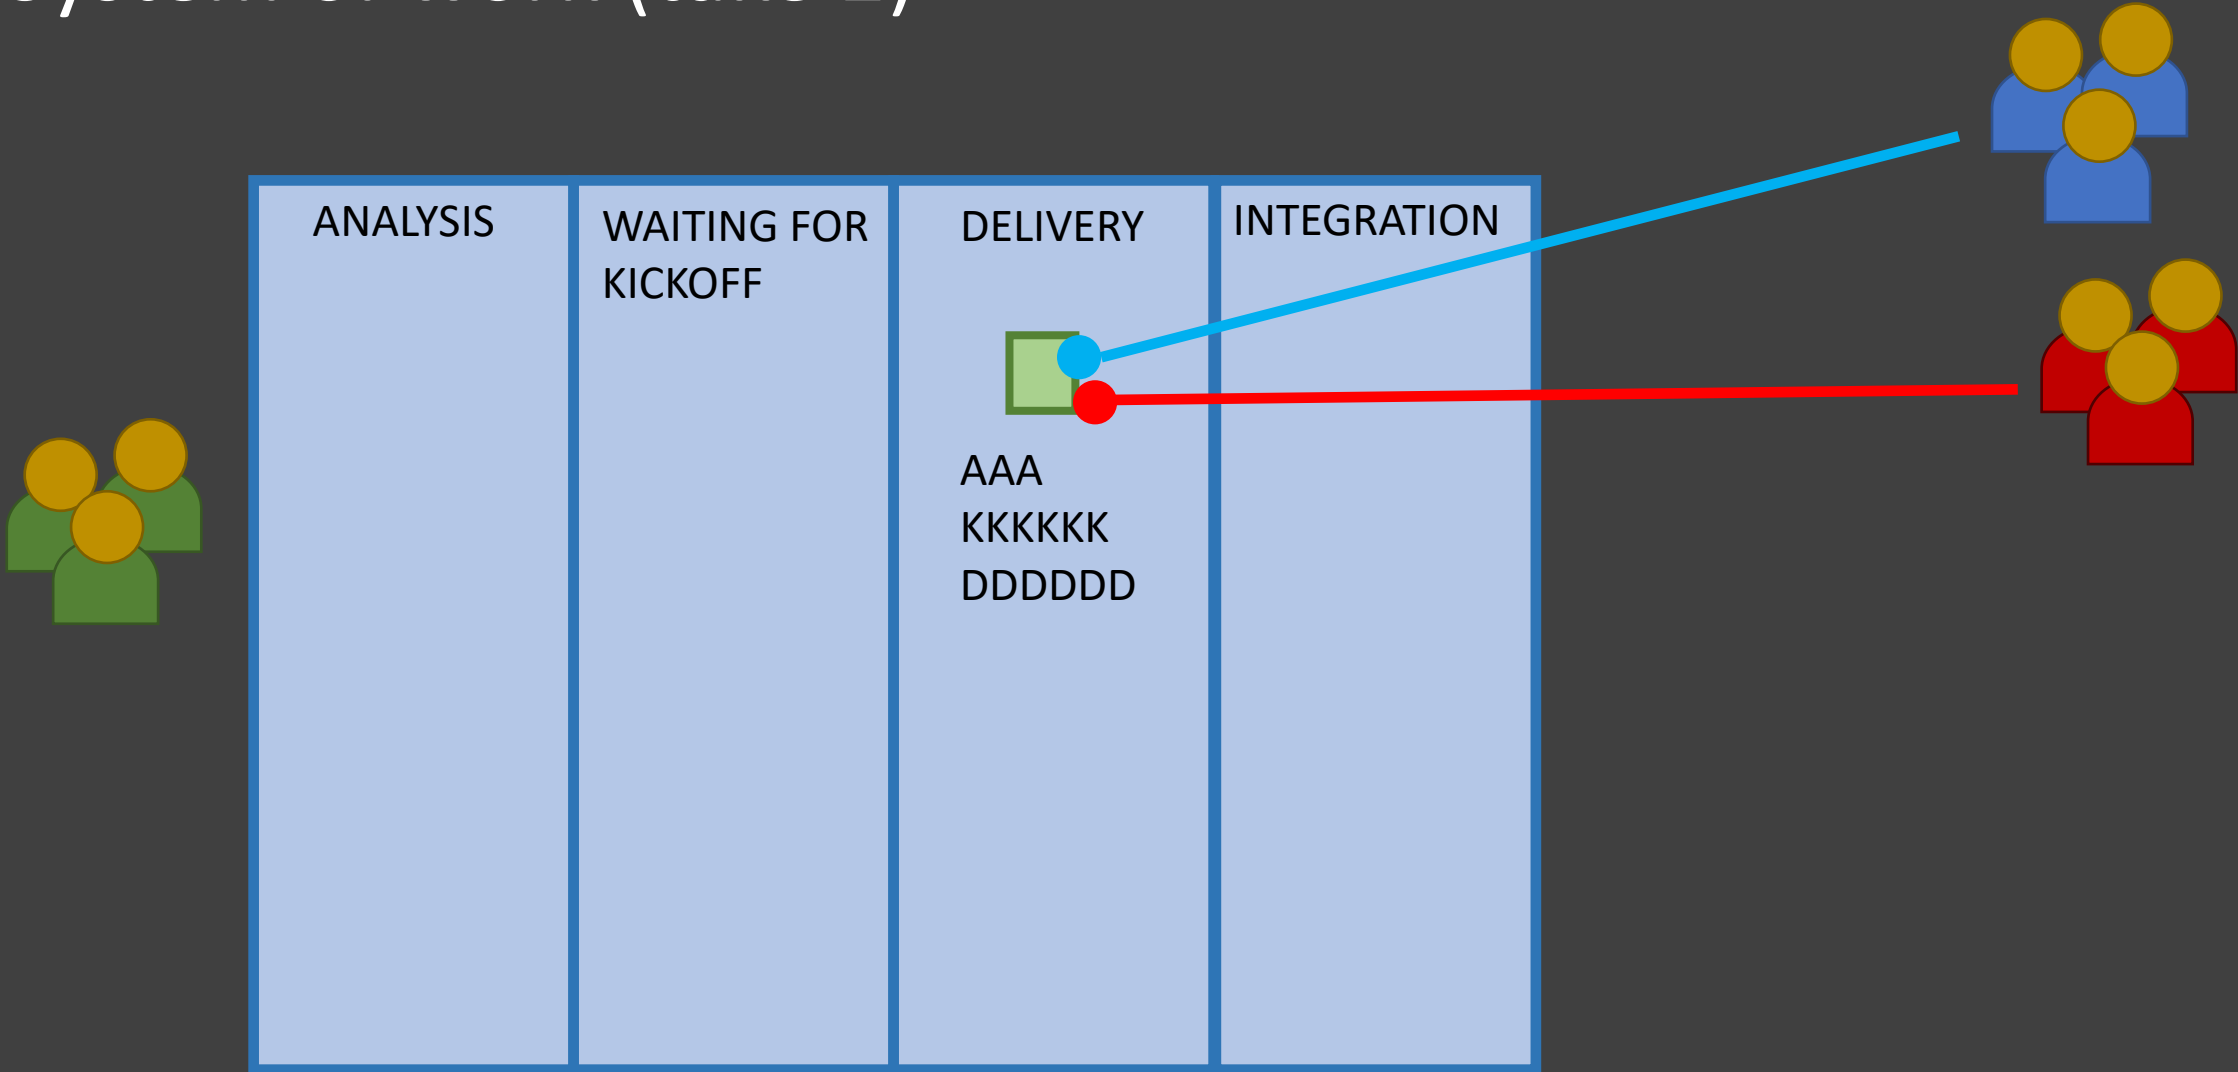 ANALYSIS
WAITING FOR
KICKOFF
DELIVERY
INTEGRATION
AAA
KKKKKK
DDDDDD